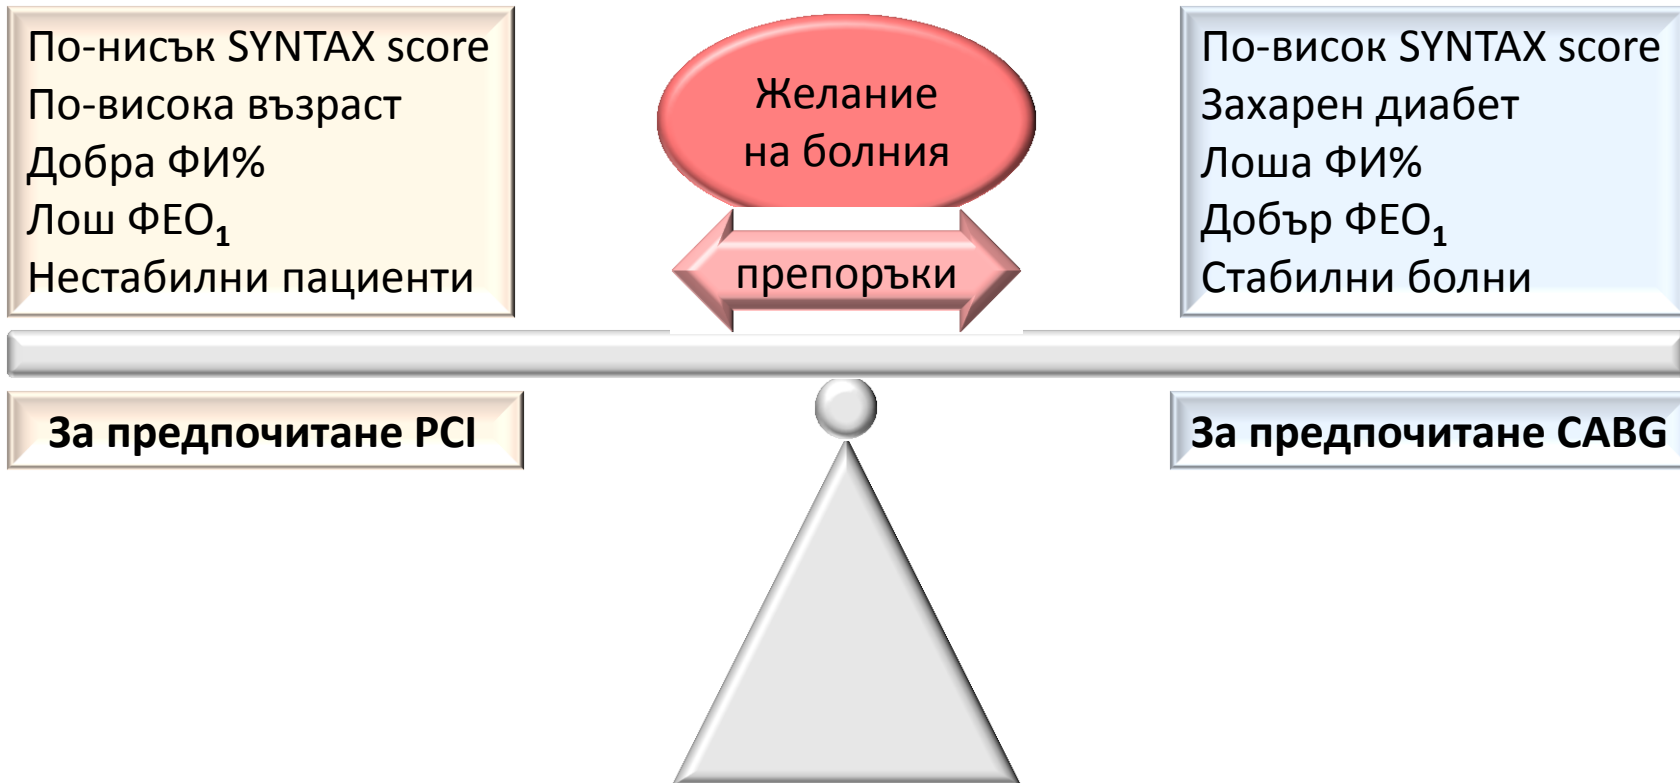 По-нисък SYNTAX score
По-висока възраст
Добра ФИ%
Лош ФЕО₁
Нестабилни пациенти
Желание
на болния
препоръки
По-висок SYNTAX score
Захарен диабет
Лоша ФИ%
Добър ФЕО₁
Стабилни болни
За предпочитане PCI
За предпочитане CABG